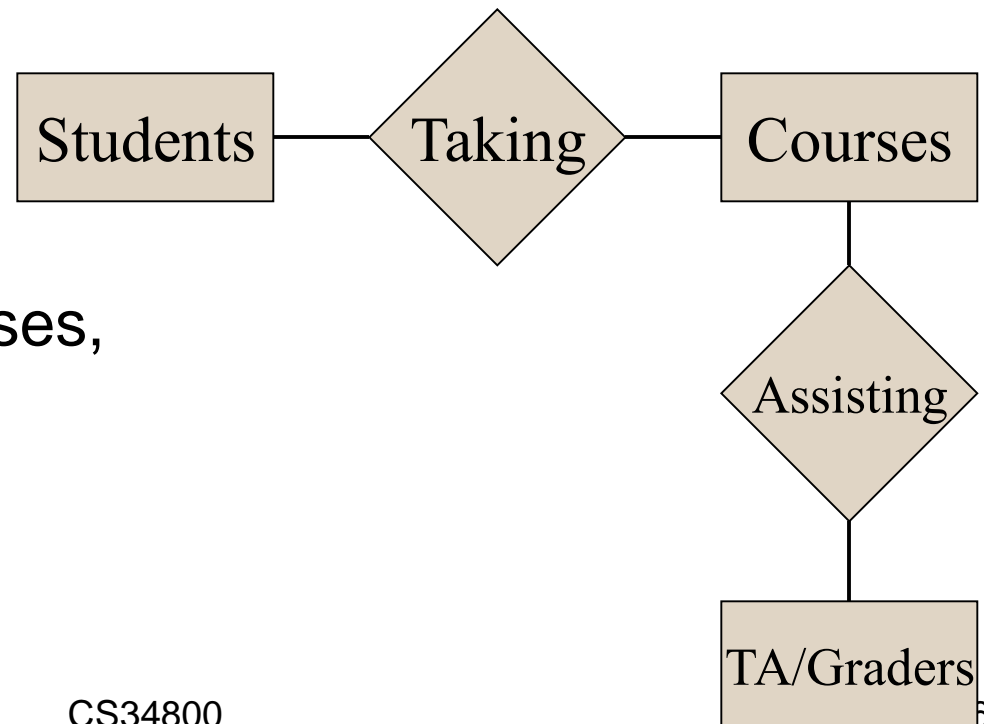 Students
Taking
Courses
ses,
Assisting
TA/Graders
CS34800